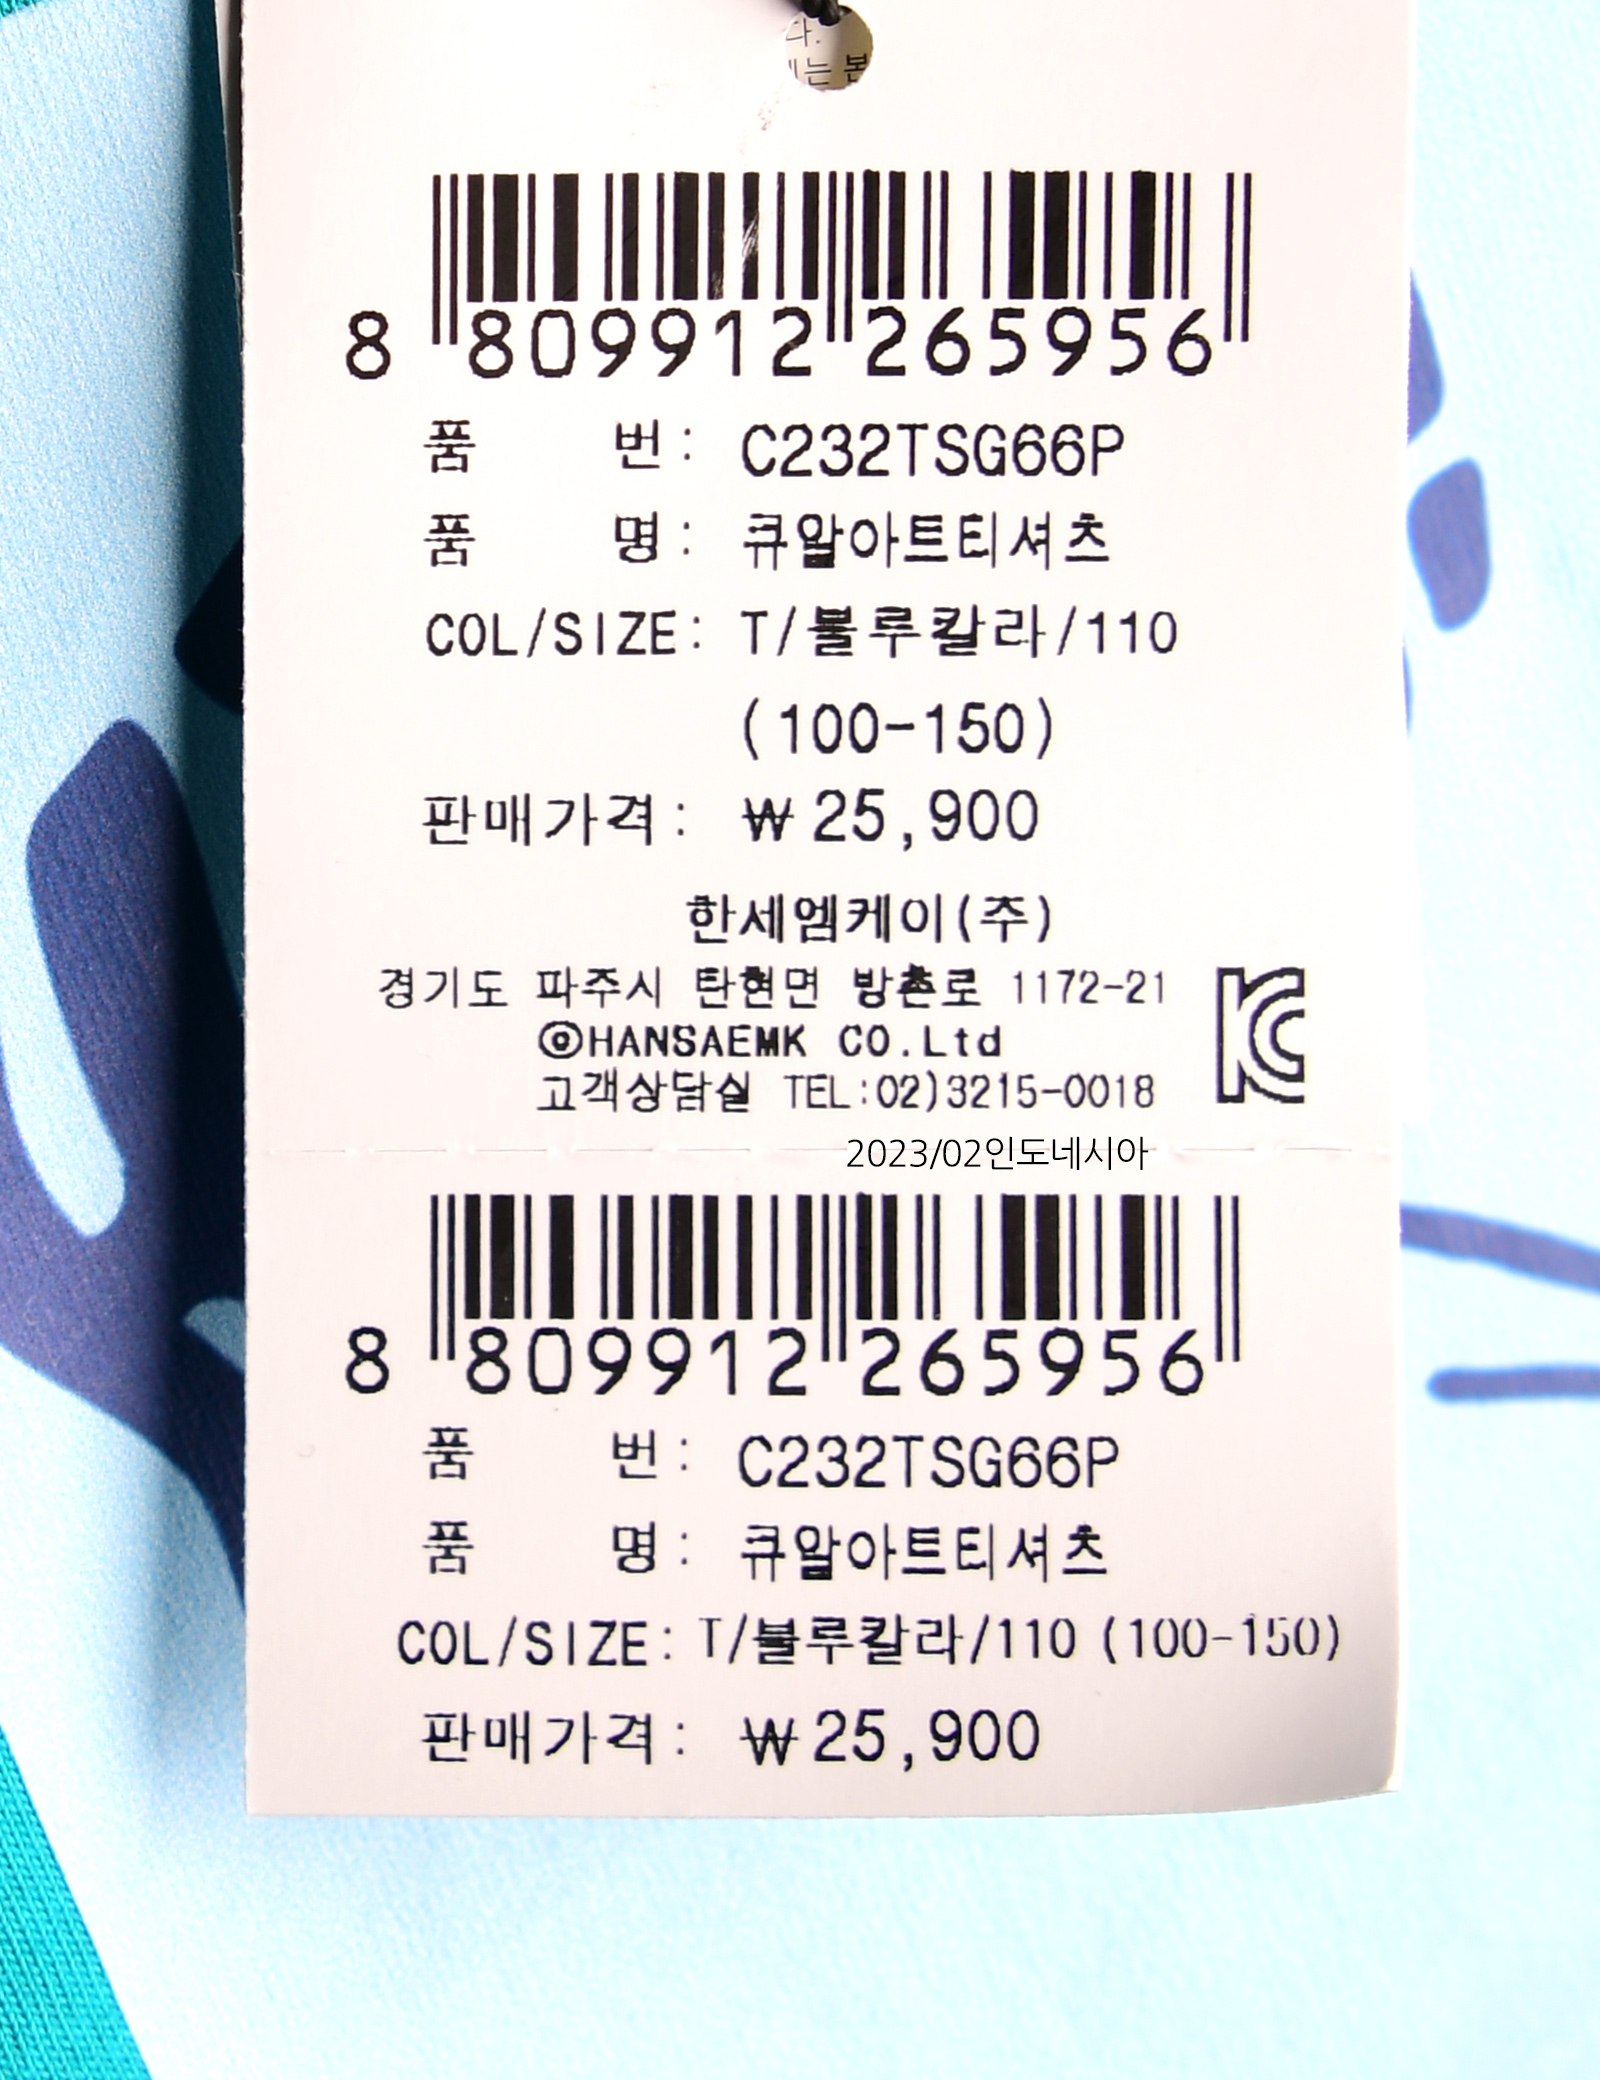 다.
는 본
8 809912 265956
품 번: C232TSG66P
품 명: 큐알아트티셔츠
COL/SIZE: T/블루칼라/110
(100-150)
판매가격: ₩25,900
한세엠케이(주)
경기도 파주시 탄현면 방촌로 1172-21
©HANSAEMK CO.Ltd
고객상담실 TEL:02)3215-0018
2023/02인도네시아
8 809912 265956
품 번: C232TSG66P
품 명: 큐알아트티셔츠
COL/SIZE: T/블루칼라/110 (100-150)
판매가격: ₩25,900